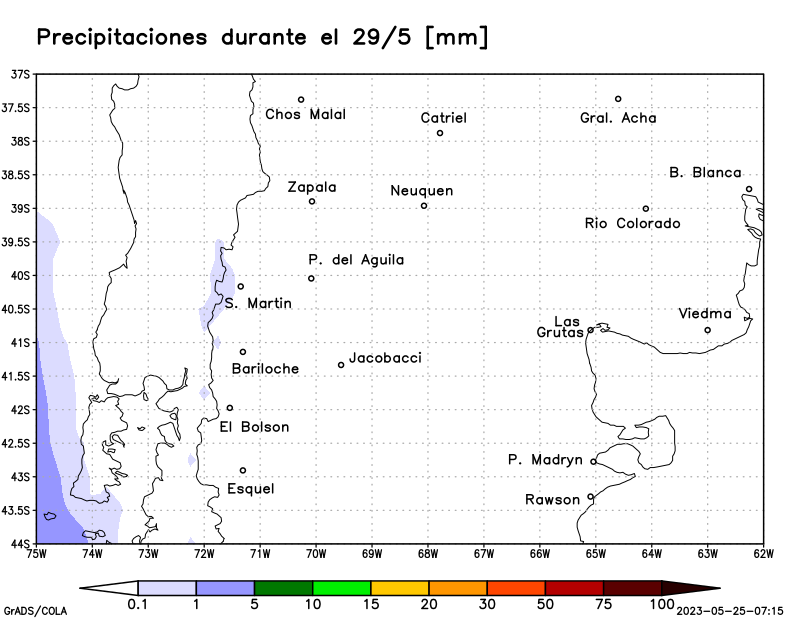 Precipitaciones durante el 29/5 [mm]
37S
37.5S
38S
38.5S
39S
39.5S
40S
40.5S
41S
41.5S
42S
42.5S
43S
43.5S
44S
Chos Malal
Catriel
Gral. Acha
B. Blanca
Zapala
Neuquen
Rio Colorado
P. del Aguila
S. Martin
Viedma
Las
Grutas
Jacobacci
Bariloche
El Bolson
P. Madryn
Esquel
Rawson
75W 74W 73W 72W 71W 70W 69W 68W 67W 66W 65W 64W 63W 62W
0.1 1 5 10 15 20 30 50 75 100
GrADS/COLA
2023-05-25-07:15